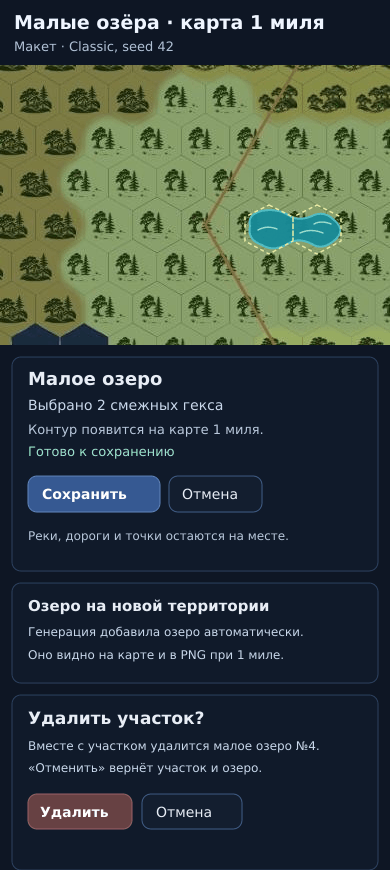 Малые озёра · карта 1 миля
Макет · Classic, seed 42
Малое озеро
Выбрано 2 смежных гекса
Контур появится на карте 1 миля.
Готово к сохранению
Сохранить
Отмена
Реки, дороги и точки остаются на месте.
Озеро на новой территории
Генерация добавила озеро автоматически.
Оно видно на карте и в PNG при 1 миле.
Удалить участок?
Вместе с участком удалится малое озеро №4.
«Отменить» вернёт участок и озеро.
Удалить
Отмена